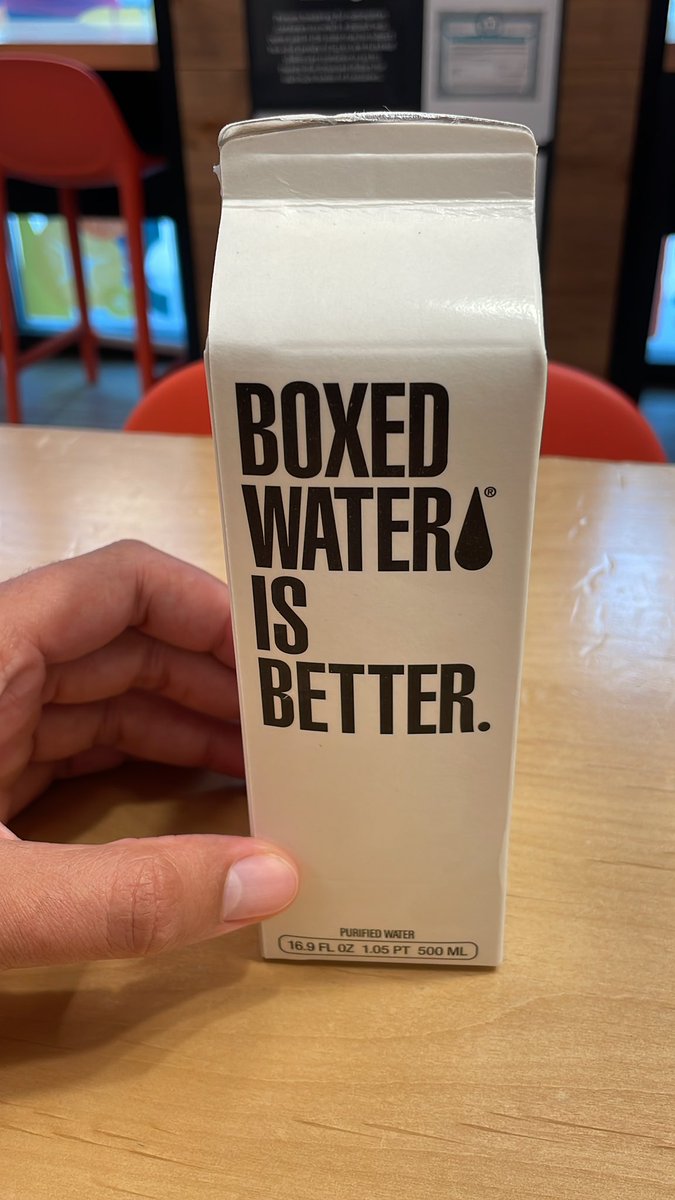 BOXED
WATER®
IS
BETTER.
PURIFIED WATER
16.9 FL OZ 1.05 PT 500 ML